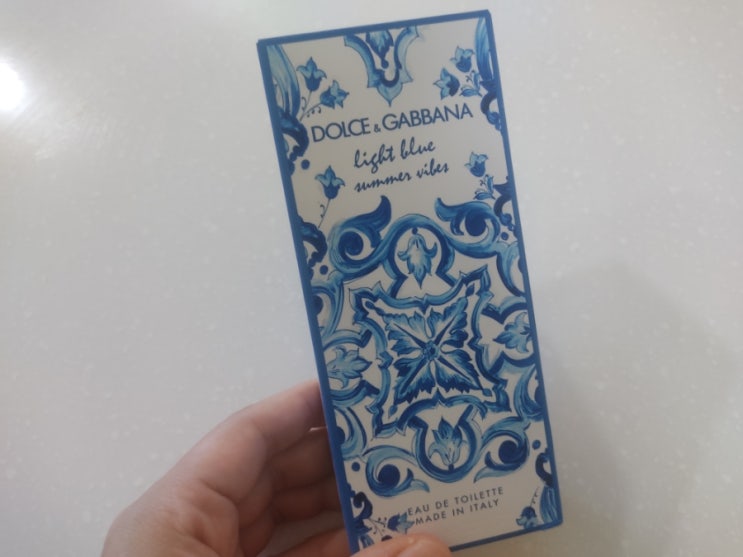 DOLCE & GABBANA
light blue
summer vibes
EAU DE TOILETTE
MADE IN ITALY